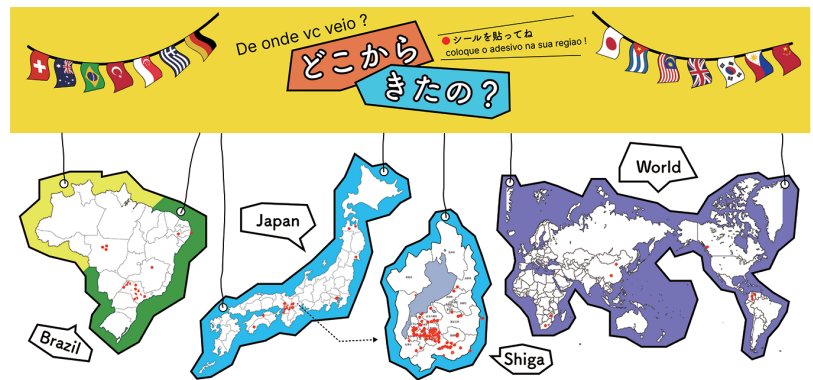 De onde vc veio ?
どこから
きたの？
シールを貼ってね
coloque o adesivo na sua regiao !
World
Japan
Brazil
Shiga